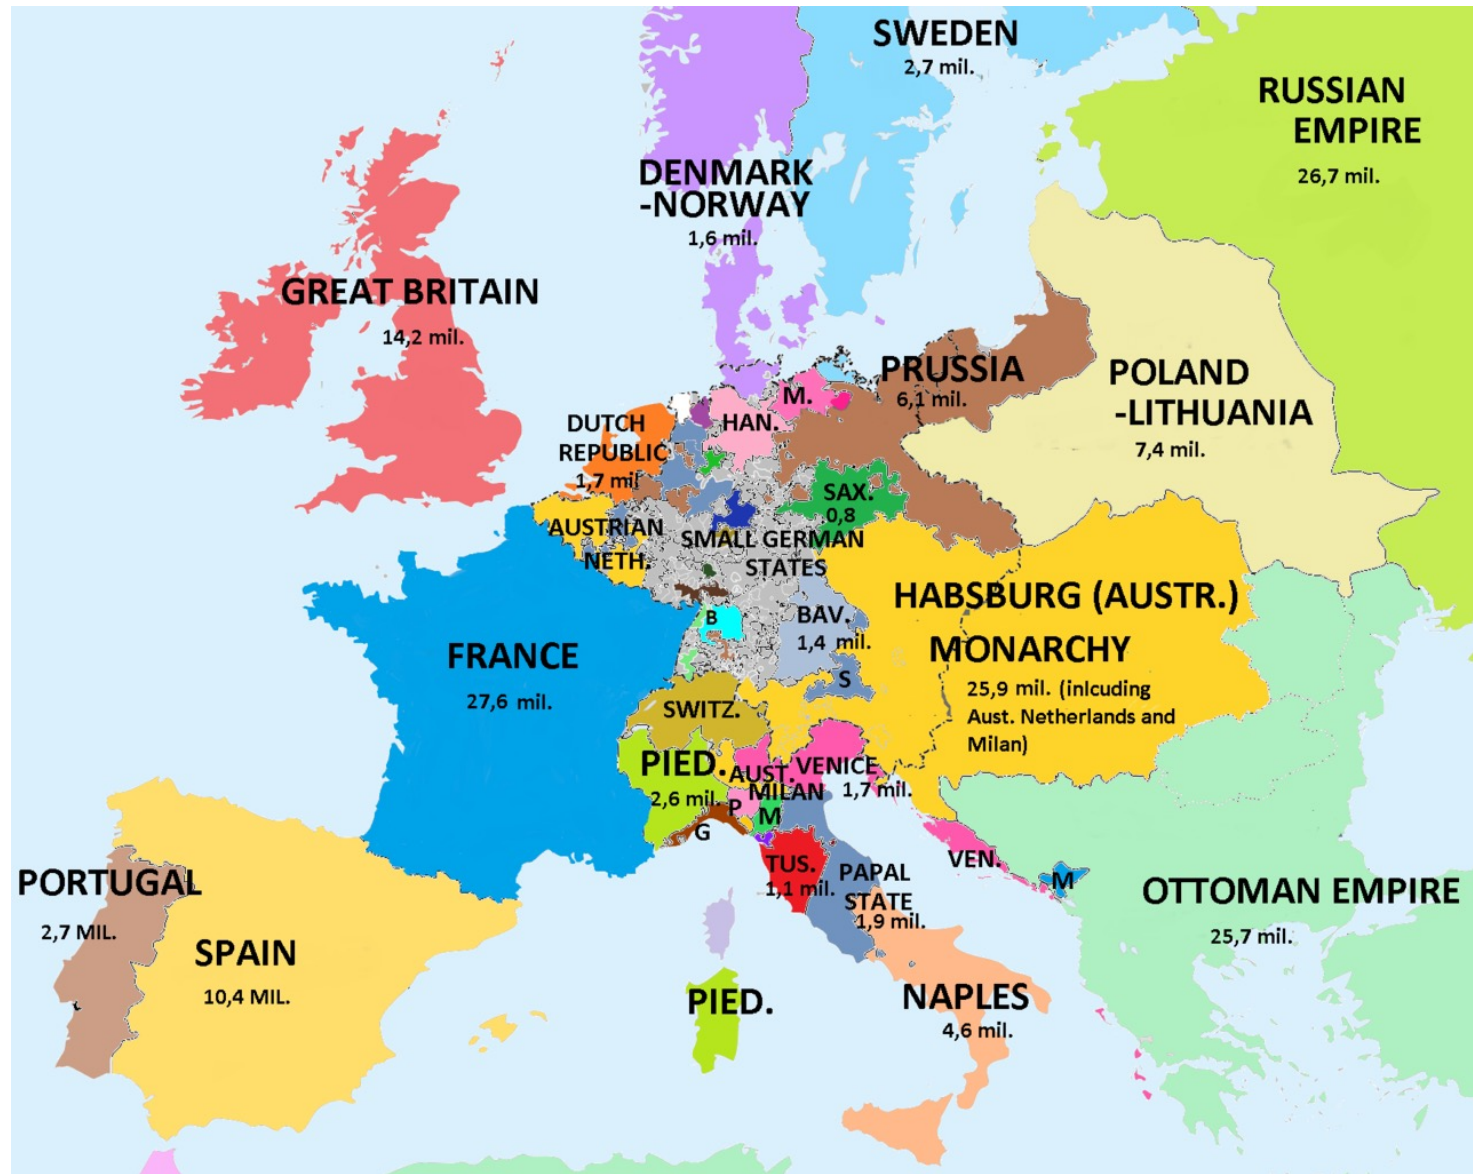 SWEDEN
2,7 mil.
RUSSIAN
EMPIRE
26,7 mil.
DENMARK
-NORWAY
1,6 mil.
GREAT BRITAIN
14,2 mil.
PRUSSIA
6,1 mil.
POLAND
-LITHUANIA
7,4 mil.
M.
HAN.
DUTCH
REPUBLIC
1,7 mil
SAX.
0,8
AUSTRIAN
NETH.
SMALL GERMAN
STATES
HABSBURG (AUSTR.)
MONARCHY
25,9 mil. (inlcuding
Aust. Netherlands and
Milan)
B
BAV.
1,4 mil.
S
FRANCE
27,6 mil.
SWITZ.
PIED.
2,6 mil.
AUST.
MILAN
VENICE
1,7 mil.
P
M
G
TUS.
1,1 mil.
PAPAL
STATE
1,9 mil.
VEN.
M
OTTOMAN EMPIRE
25,7 mil.
PORTUGAL
2,7 MIL.
SPAIN
10,4 MIL.
PIED.
NAPLES
4,6 mil.